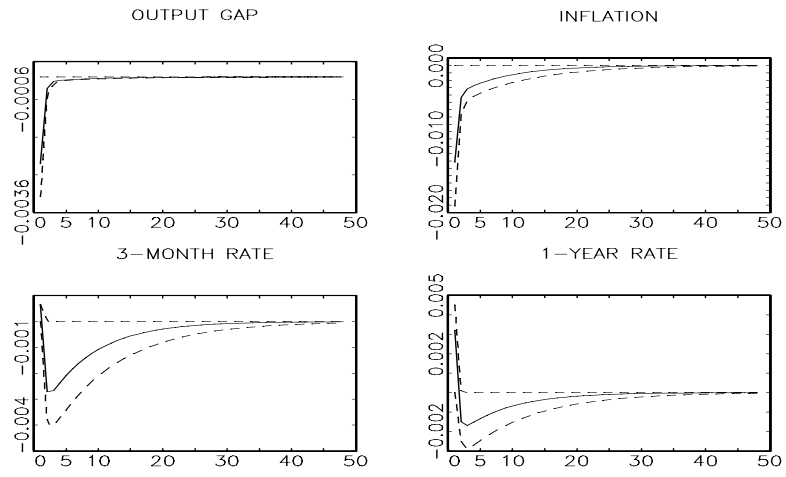 OUTPUT GAP
INFLATION
-0.0006
-0.0036
0 5 10 20 30 40 50
0.000
-0.010
-0.020
0 5 10 20 30 40 50
3-MONTH RATE
1-YEAR RATE
-0.001
-0.004
0 5 10 20 30 40 50
0.005
0.002
-0.002
0 5 10 20 30 40 50